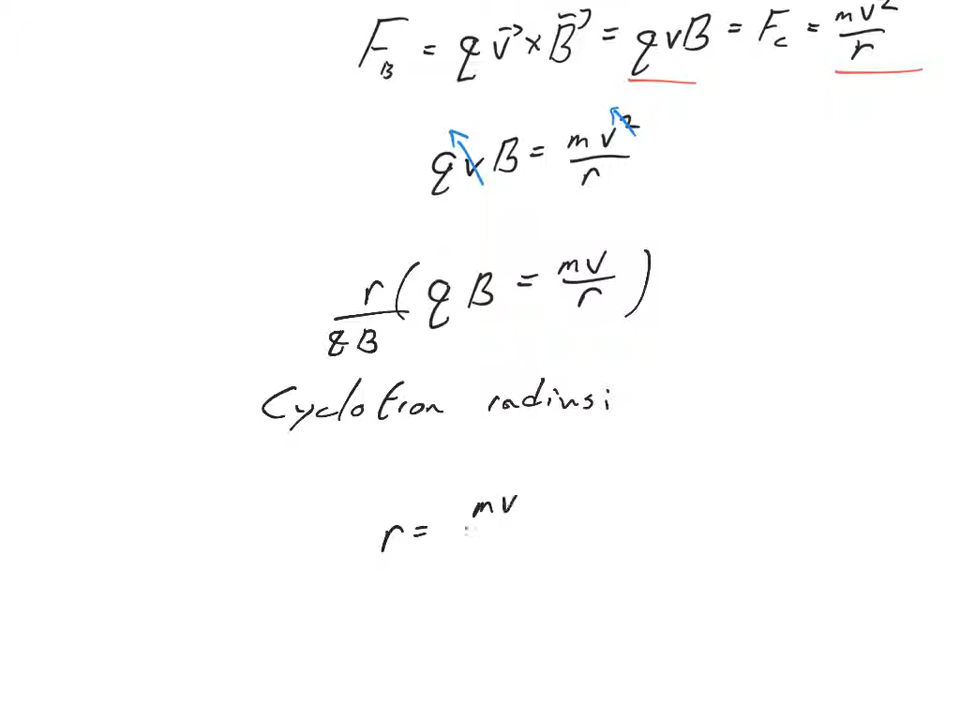 F_B = q v⃗ × B⃗ = qvB = F_c = mv²/r
qvB = mv²/r
r/qB ( qB = mv/r )
Cyclotron radius:
r = mv